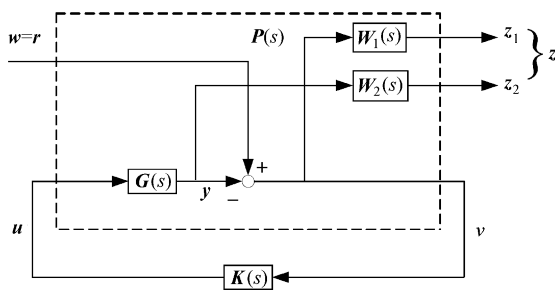 w=r
P(s)
W₁(s)
z₁
z
W₂(s)
z₂
+
G(s)
y
−
u
v
K(s)